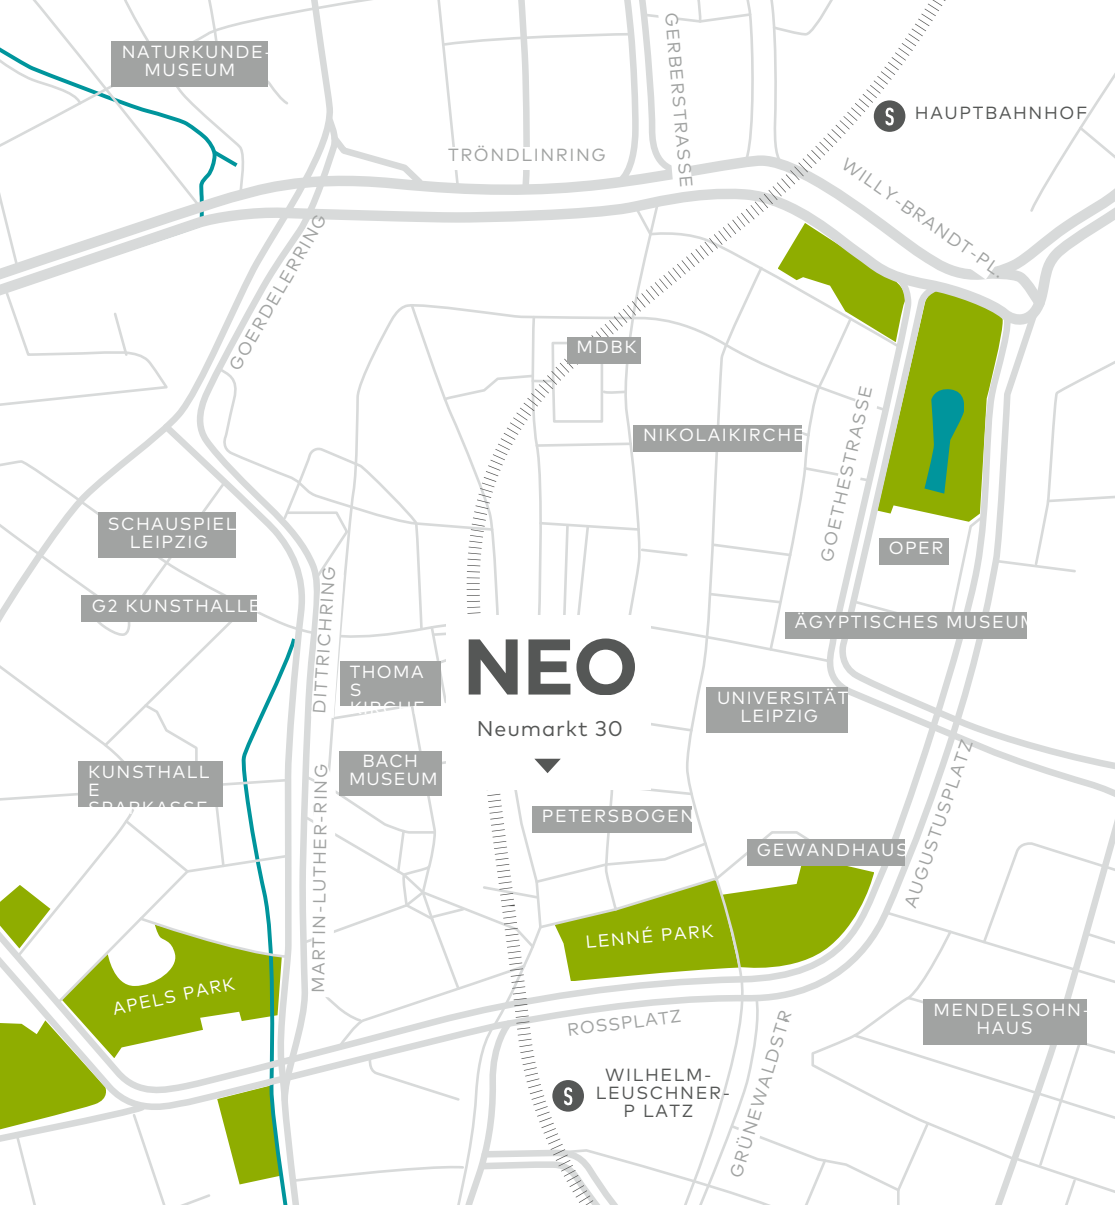 NATURKUNDE-
MUSEUM
GERBERSTRASSE
S HAUPTBAHNHOF
TRÖNDLINRING
WILLY-BRANDT-PL.
GOERDELERRING
MDBK
NIKOLAIKIRCHE
GOETHESTRASSE
SCHAUSPIEL
LEIPZIG
OPER
G2 KUNSTHALLE
DITTRICHRING
ÄGYPTISCHES MUSEUM
THOMA
S
KIRCHE
NEO
Neumarkt 30
UNIVERSITÄT
LEIPZIG
BACH
MUSEUM
KUNSTHALL
E
SPARKASSE
MARTIN-LUTHER-RING
PETERSBOGEN
GEWANDHAUS
AUGUSTUSPLATZ
LENNÉ PARK
APELS PARK
ROSSPLATZ
MENDELSOHN-
HAUS
GRÜNEWALDSTR
S WILHELM-
LEUSCHNER-
P LATZ